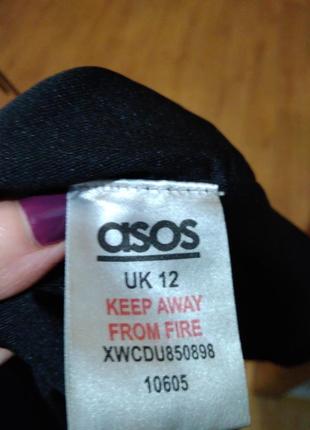 asos
UK 12
KEEP AWAY
FROM FIRE
XWCDU850898
10605